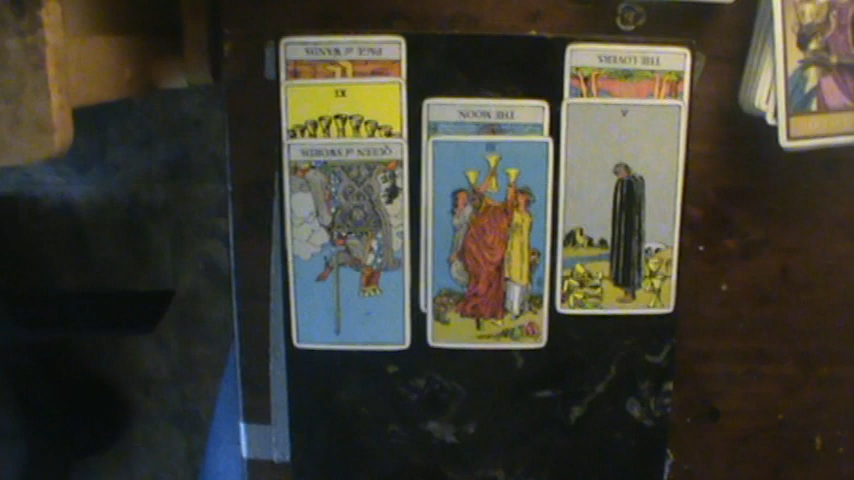 PAGE of WANDS
IX
QUEEN of SWORDS
THE MOON
III
THE LOVERS
V